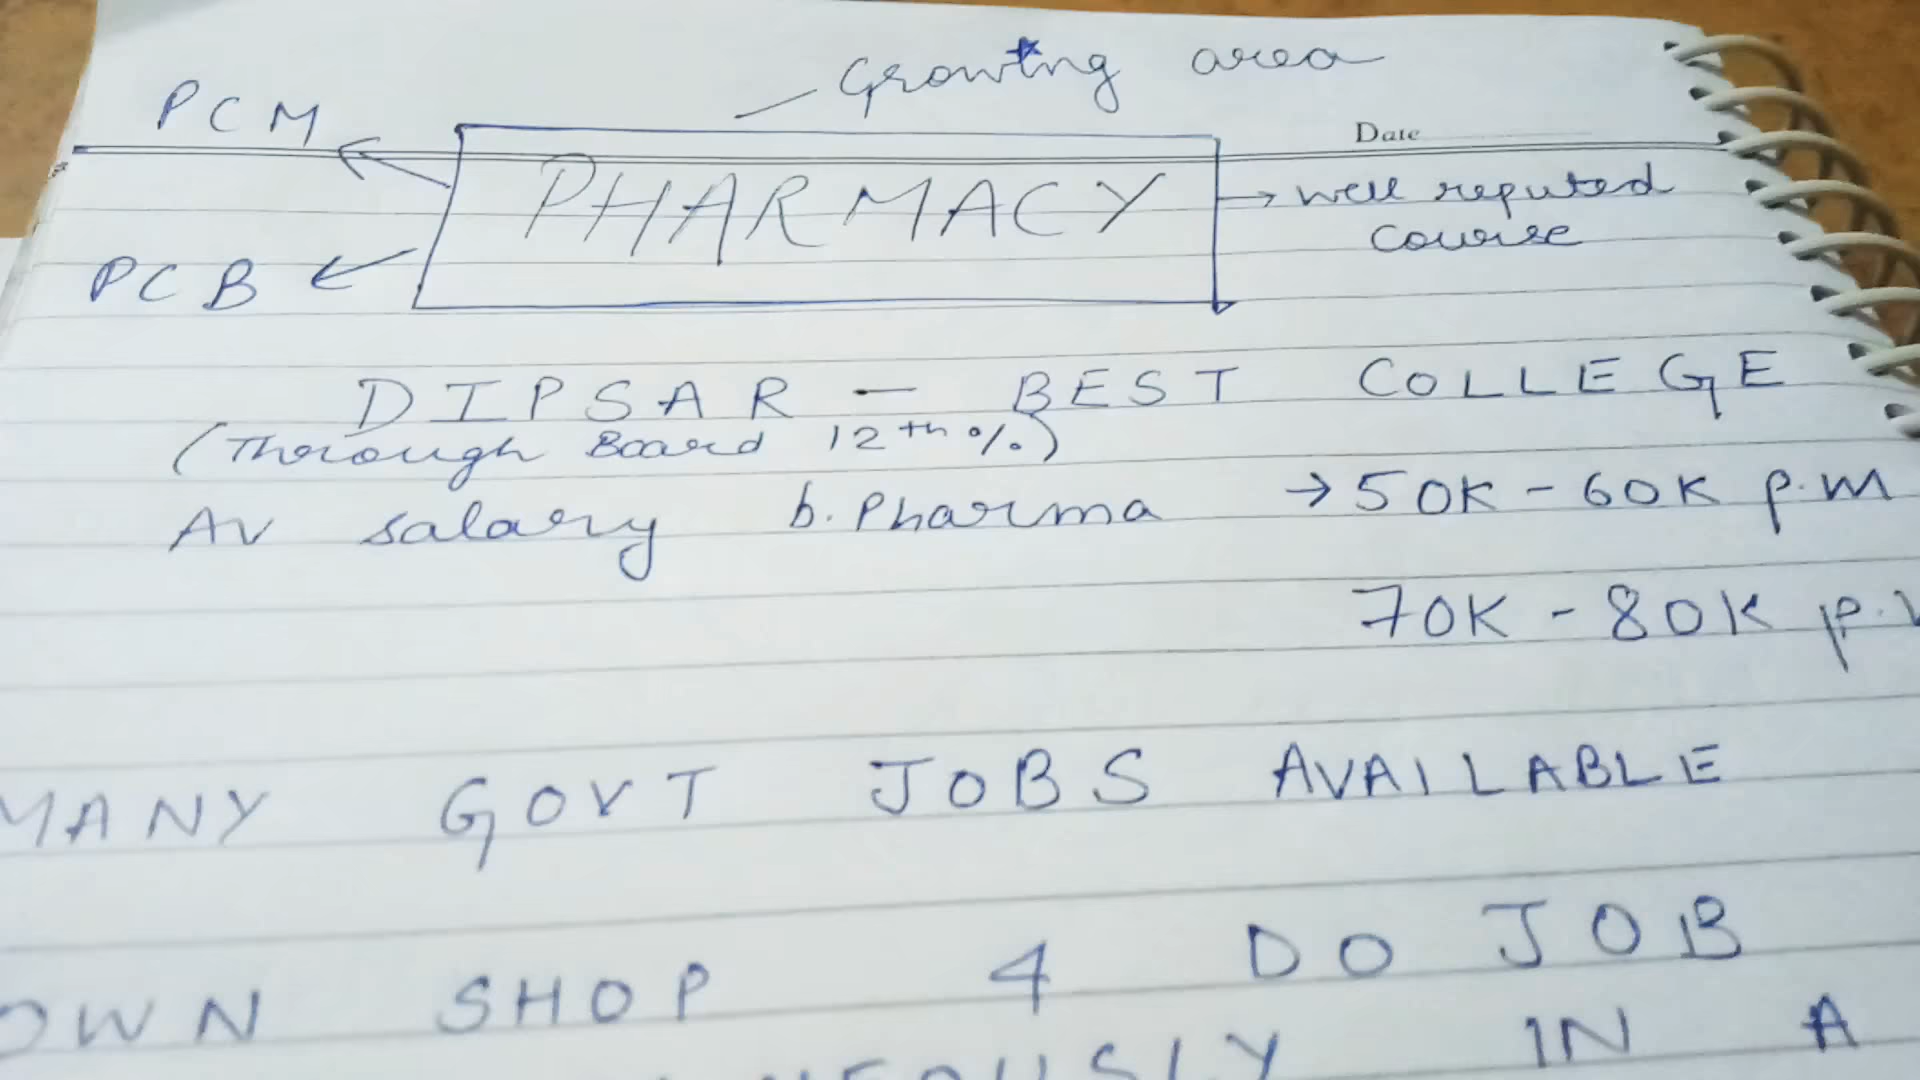 Growing area
PCM
Date
PHARMACY
well reputed
course
PCB
DIPSAR - BEST COLLEGE
(Thorough Board 12th %)
AV salary b. Pharma → 50K - 60K p.m
70K - 80K
MANY GOVT JOBS AVAILABLE
OWN SHOP 4 DO JOB
IN A